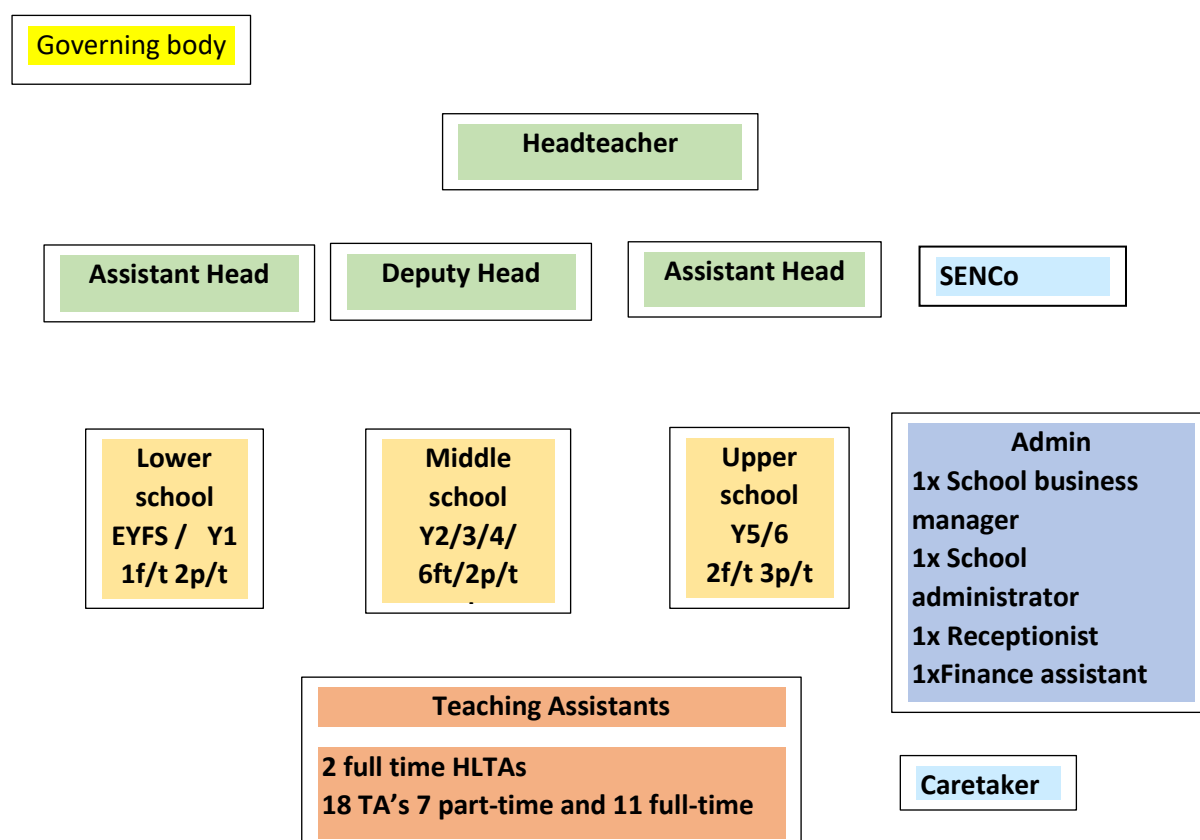 Governing body
Headteacher
Assistant Head
Deputy Head
Assistant Head
SENCo
Lower
school
EYFS /   Y1
1f/t 2p/t
Middle
school
Y2/3/4/
6ft/2p/t
Upper
school
Y5/6
2f/t 3p/t
Admin
1x School business
manager
1x School
administrator
1x Receptionist
1xFinance assistant
Teaching Assistants
2 full time HLTAs
18 TA’s 7 part-time and 11 full-time
Caretaker